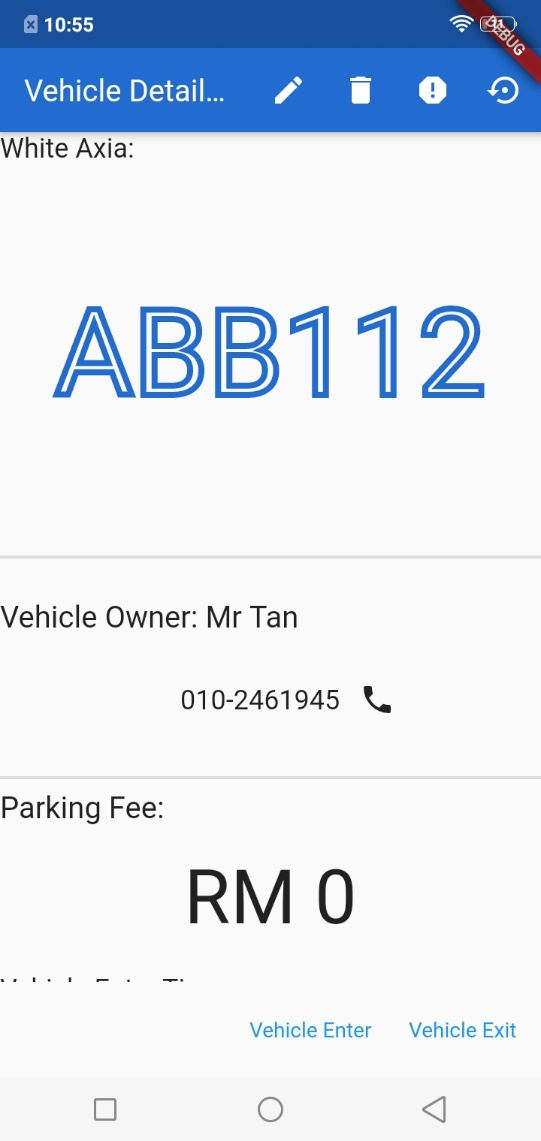 10:55
DEBUG
Vehicle Detail...
White Axia:
ABB112
Vehicle Owner: Mr Tan
010-2461945
Parking Fee:
RM 0
Vehicle Enter Vehicle Exit